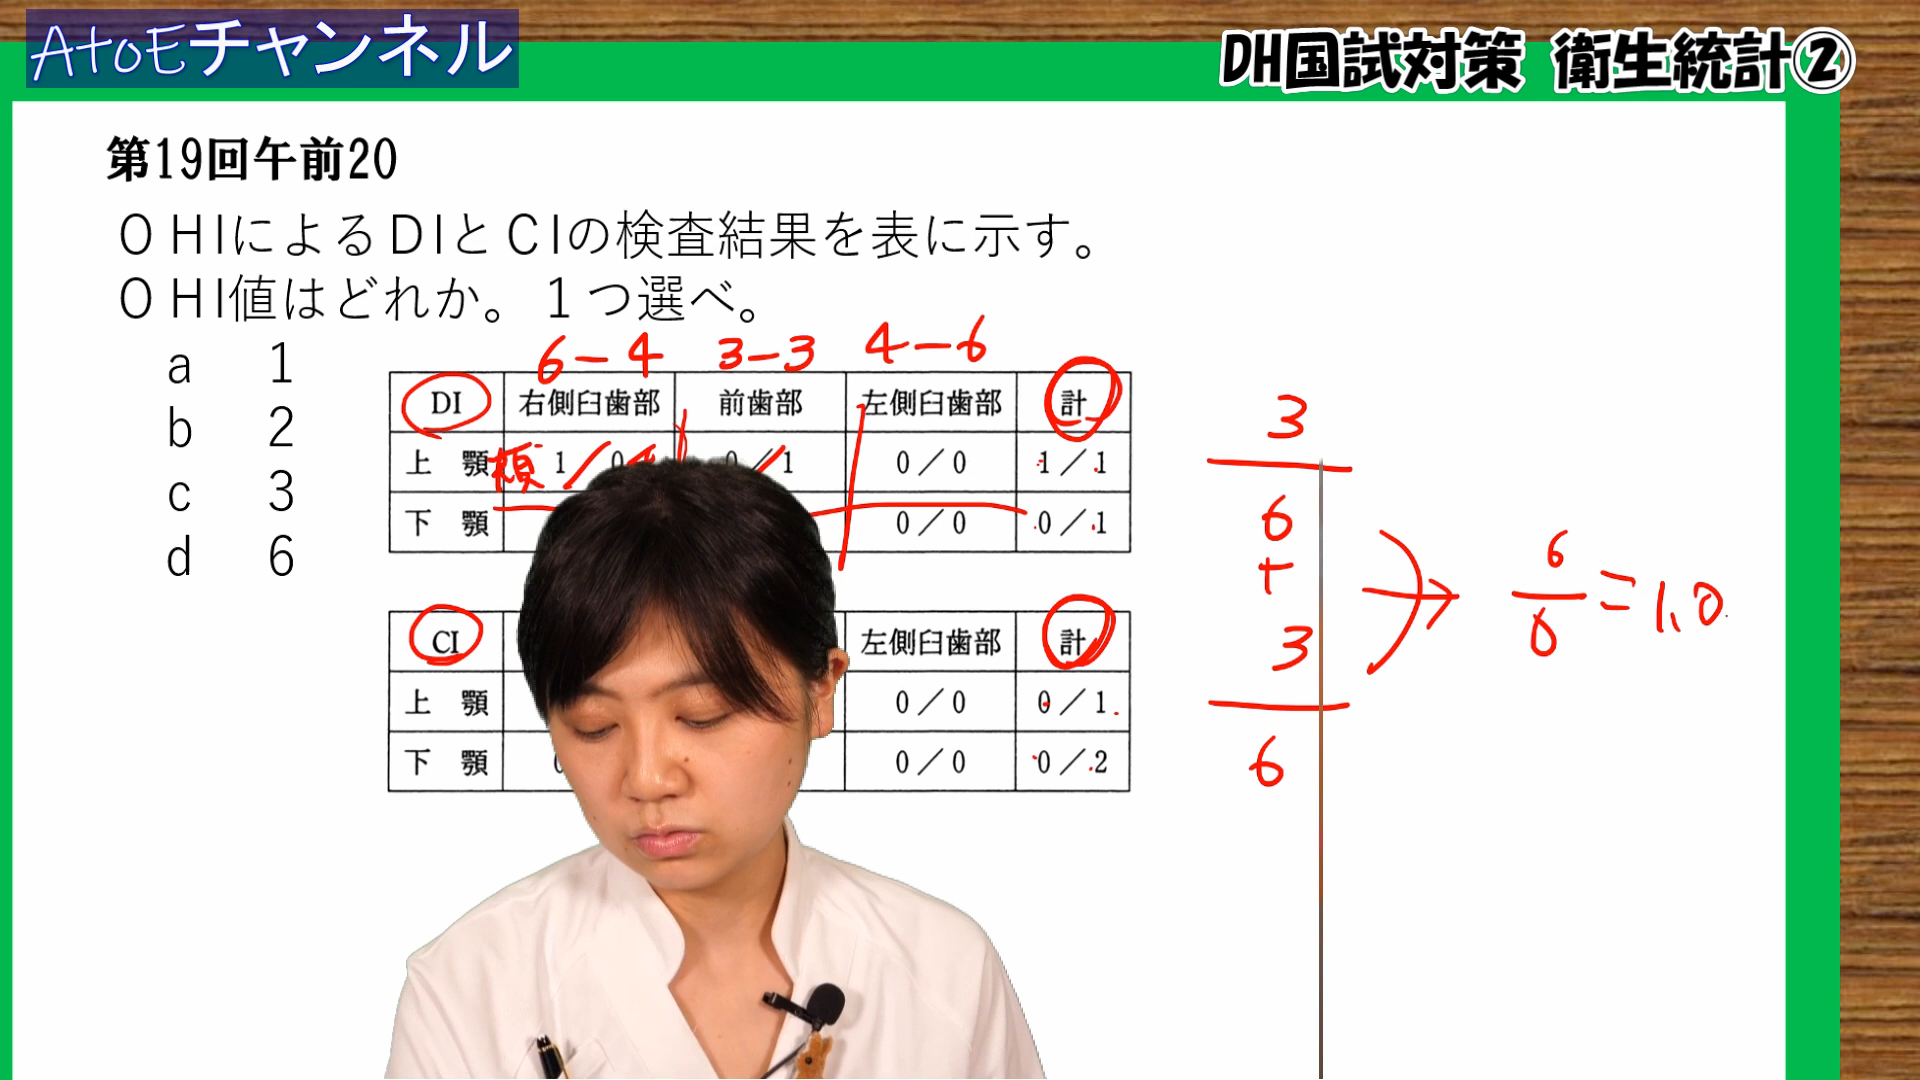 AtoEチャンネル
DH国試対策 衛生統計②
第19回午前20
ＯＨIによるＤIとＣIの検査結果を表に示す。
ＯＨI値はどれか。１つ選べ。
a 1
b 2
c 3
d 6
6-4 3-3 4-6
DI 右側臼歯部 前歯部 左側臼歯部 計
上 顎 1／0 0／1 0／0 1／1
下 顎 0／0 0／1
CI 左側臼歯部 計
上 顎 0／0 0／1
下 顎 0／0 0／2
3
6
+
3
6
6
= 1.0